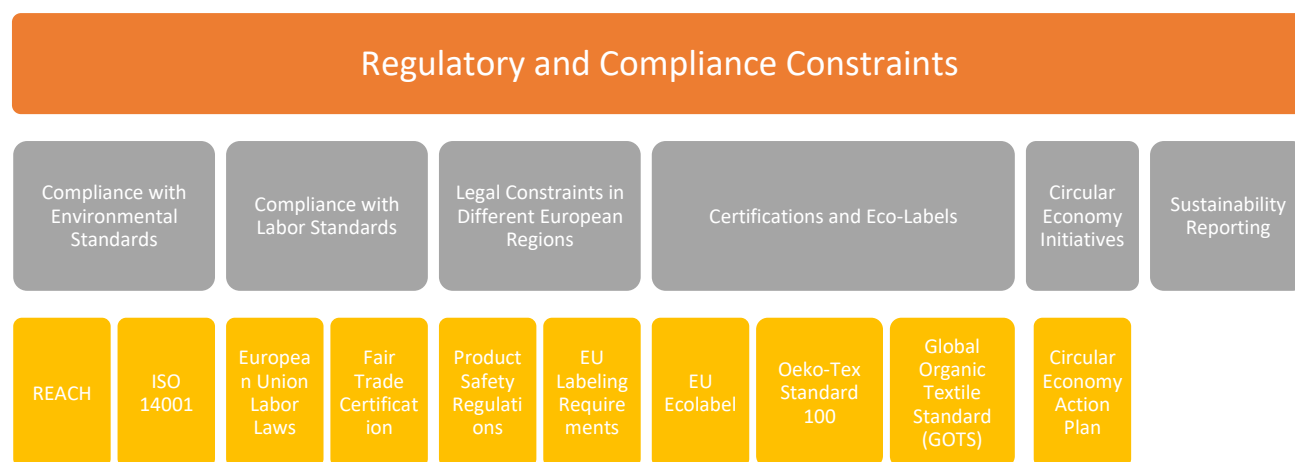 Regulatory and Compliance Constraints
Compliance with
Environmental
Standards
Compliance with
Labor Standards
Legal Constraints in
Different European
Regions
Certifications and Eco-Labels
Circular
Economy
Initiatives
Sustainability
Reporting
REACH
ISO
14001
Europea
n Union
Labor
Laws
Fair
Trade
Certificat
ion
Product
Safety
Regulati
ons
EU
Labeling
Require
ments
EU
Ecolabel
Oeko-Tex
Standard
100
Global
Organic
Textile
Standard
(GOTS)
Circular
Economy
Action
Plan